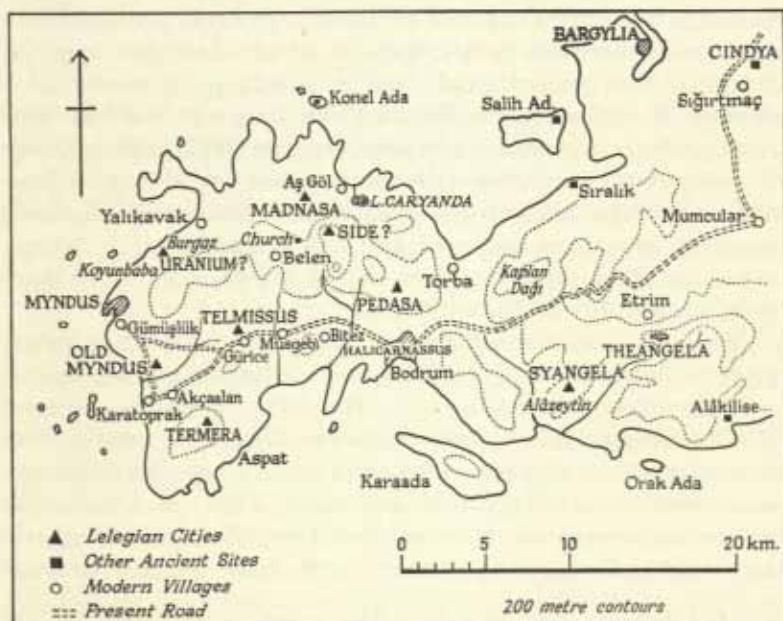 BARGYLIA
CINDYA
Sığırtmaç
Konel Ada
Salih Ad.
Aş Göl
MADNASA
L.CARYANDA
Sıralık
Yalıkavak
Church
SIDE?
Mumcular
Burgaz
URANIUM?
Koyunbaba
Belen
Torba
Kaplan
Dağı
PEDASA
MYNDUS
Etrim
TELMISSUS
Gümüşlük
Müsgebi
Bitez
THEANGELA
Gürice
HALICARNASSUS
OLD
MYNDUS
Bodrum
SYANGELA
Akçaalan
Alâzeytin
Karatoprak
Alâkilise
TERMERA
Aspat
Karaada
Orak Ada
▲ Lelegian Cities
■ Other Ancient Sites
○ Modern Villages
Present Road
0 5 10 20 km.
200 metre contours